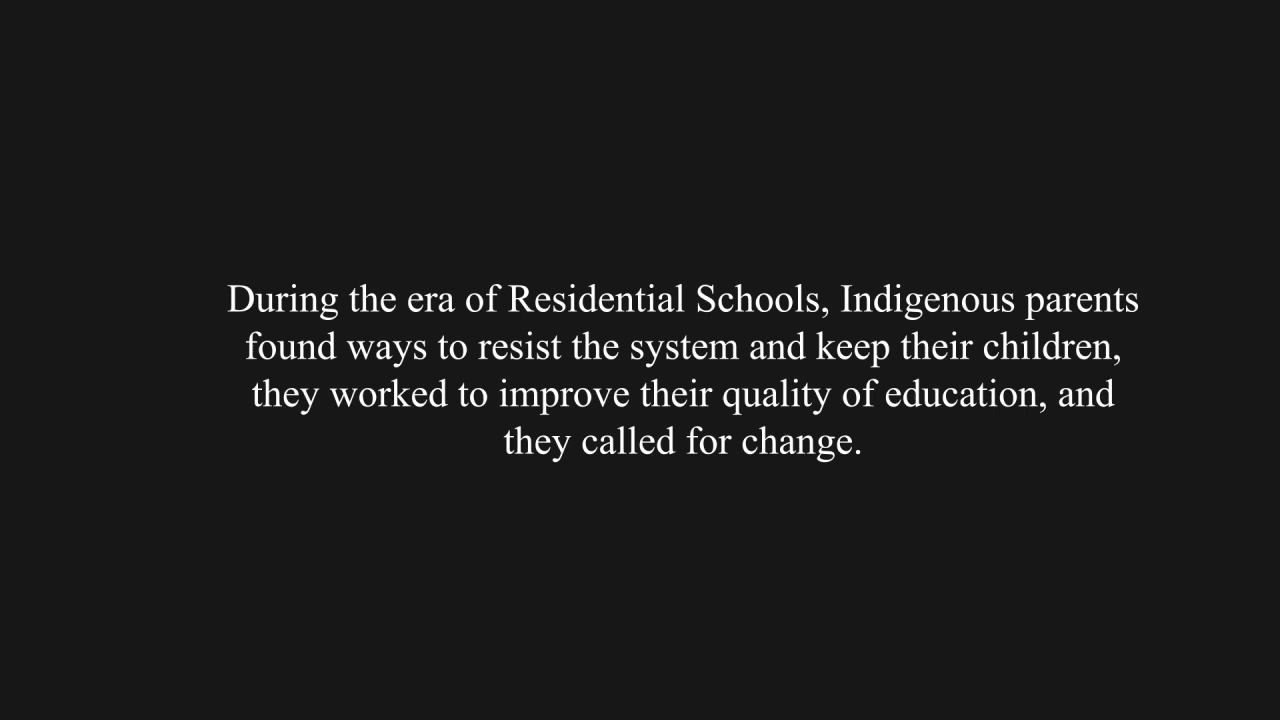 During the era of Residential Schools, Indigenous parents
found ways to resist the system and keep their children,
they worked to improve their quality of education, and
they called for change.